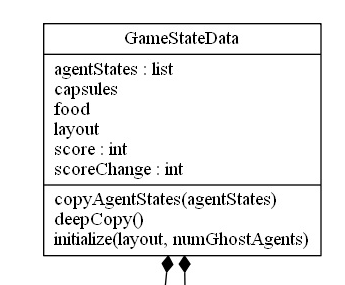 GameStateData
agentStates : list
capsules
food
layout
score : int
scoreChange : int
copyAgentStates(agentStates)
deepCopy()
initialize(layout, numGhostAgents)